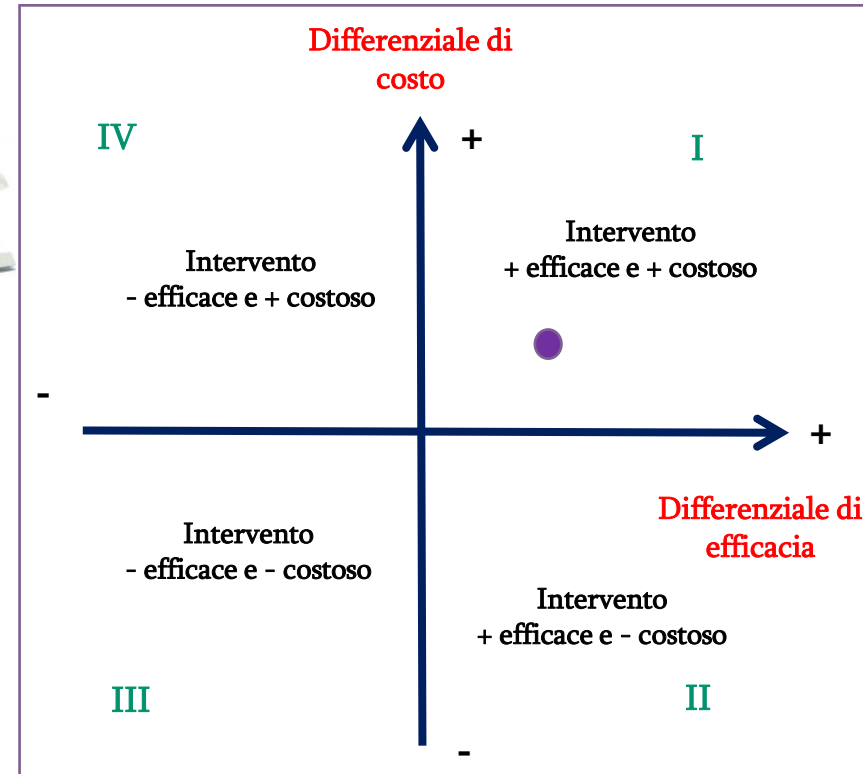 Differenziale di
costo
IV
+
I
Intervento
+ efficace e + costoso
Intervento
- efficace e + costoso
-
+
Differenziale di
efficacia
Intervento
- efficace e - costoso
Intervento
+ efficace e - costoso
III
II
-